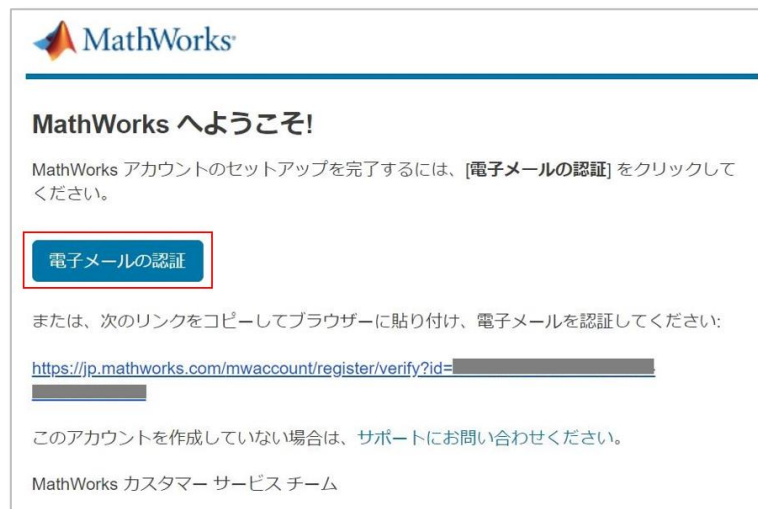 MathWorks®
MathWorks へようこそ!
MathWorks アカウントのセットアップを完了するには、[電子メールの認証] をクリックして
ください。
電子メールの認証
または、次のリンクをコピーしてブラウザーに貼り付け、電子メールを認証してください:
https://jp.mathworks.com/mwaccount/register/verify?id=
このアカウントを作成していない場合は、サポートにお問い合わせください。
MathWorks カスタマー サービス チーム